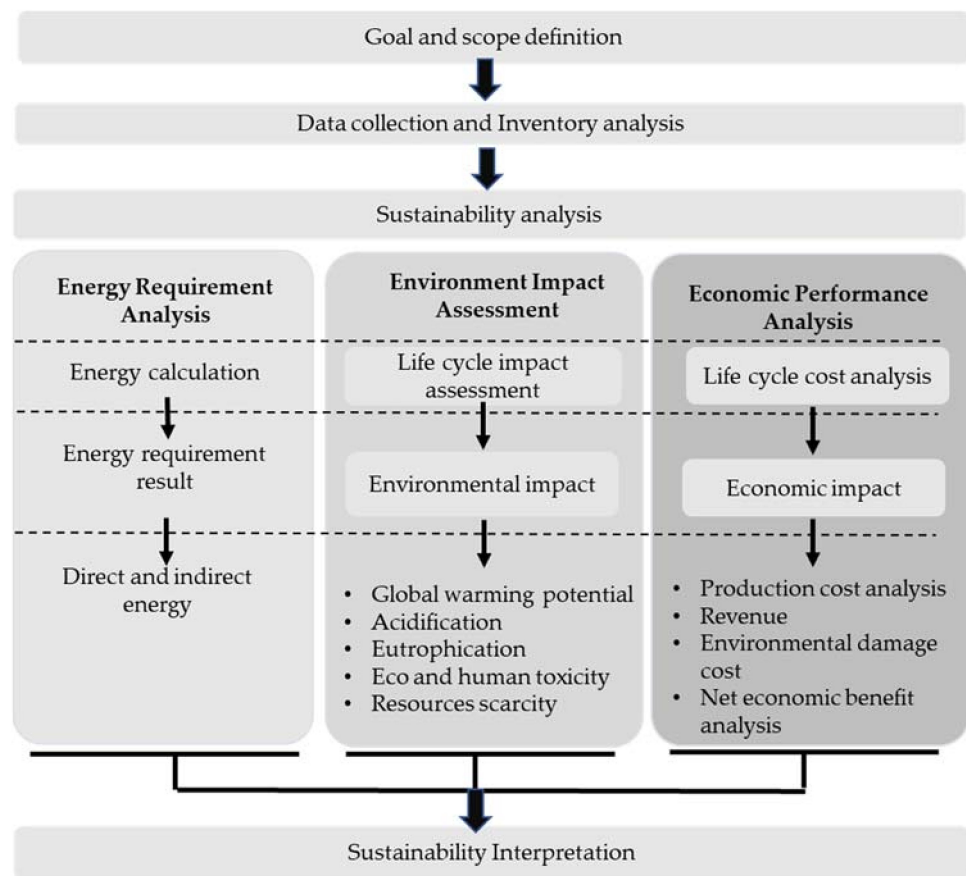 Goal and scope definition
Data collection and Inventory analysis
Sustainability analysis
Energy Requirement
Analysis
Energy calculation
Energy requirement
result
Direct and indirect
energy
Environment Impact
Assessment
Life cycle impact
assessment
Environmental impact
• Global warming potential
• Acidification
• Eutrophication
• Eco and human toxicity
• Resources scarcity
Economic Performance
Analysis
Life cycle cost analysis
Economic impact
• Production cost analysis
• Revenue
• Environmental damage
cost
• Net economic benefit
analysis
Sustainability Interpretation